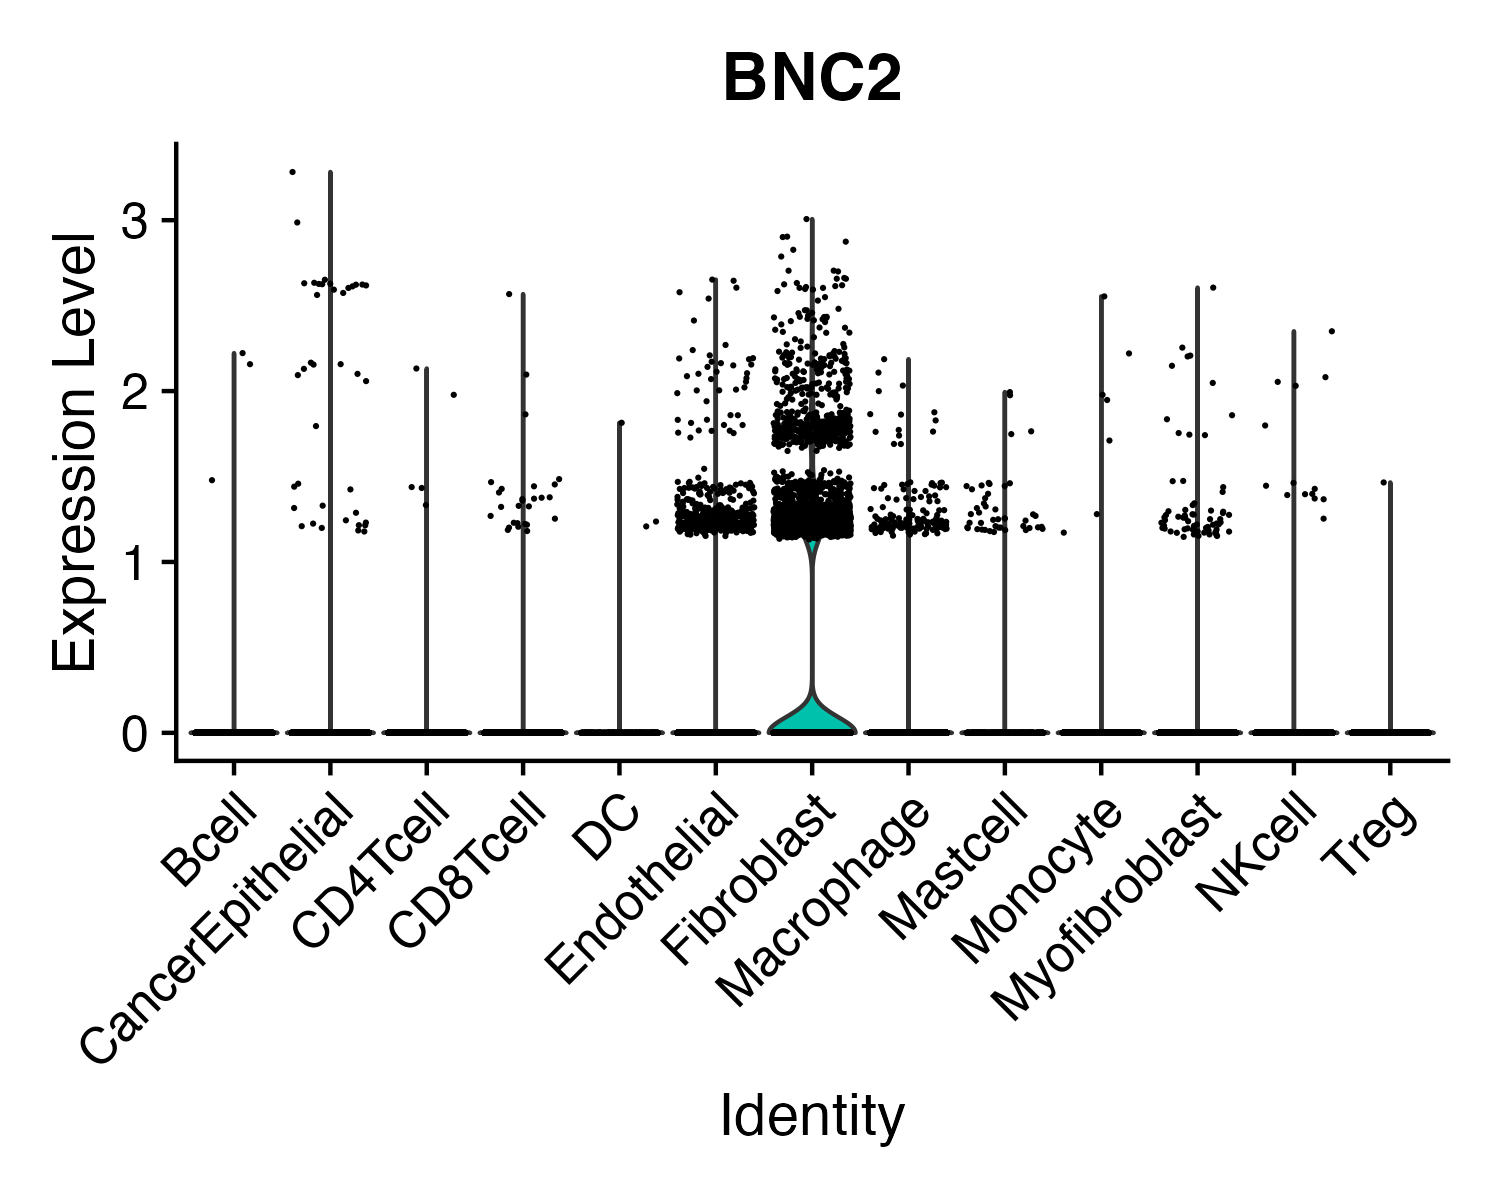 BNC2
Expression Level
3
2
1
0
Bcell
CancerEpithelial
CD4Tcell
CD8Tcell
DC
Endothelial
Fibroblast
Macrophage
Mastcell
Monocyte
Myofibroblast
NKcell
Treg
Identity